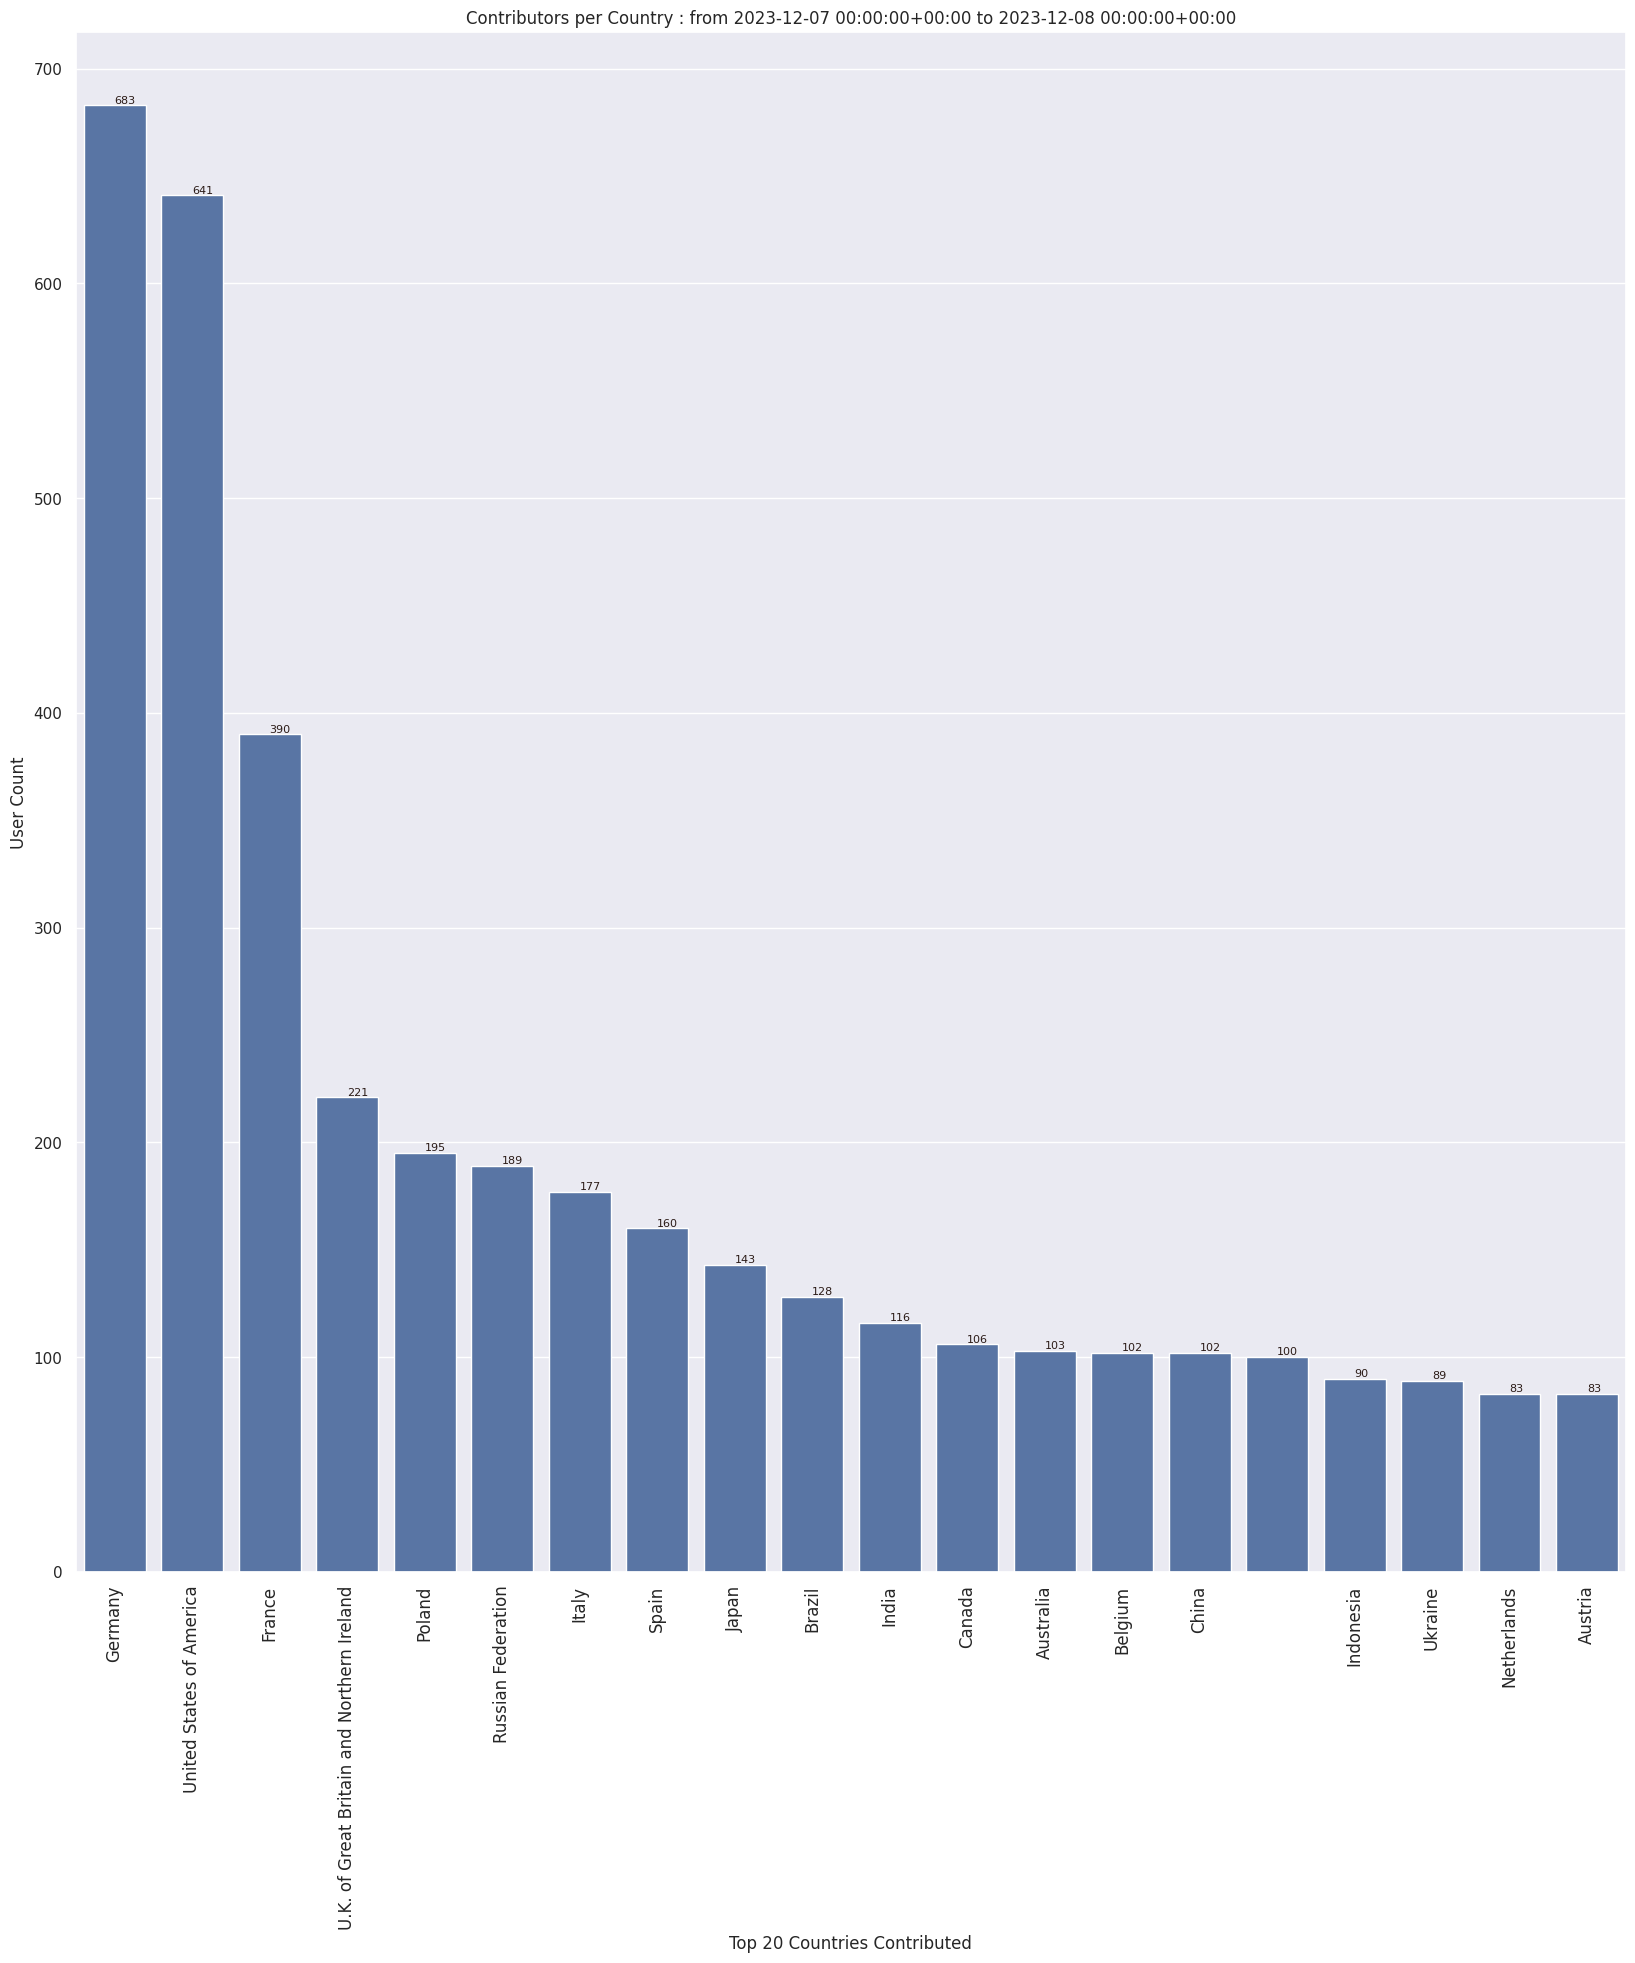 Contributors per Country : from 2023-12-07 00:00:00+00:00 to 2023-12-08 00:00:00+00:00
User Count
700
600
500
400
300
200
100
0
683
641
390
221
195
189
177
160
143
128
116
106
103
102
102
100
90
89
83
83
Germany
United States of America
France
U.K. of Great Britain and Northern Ireland
Poland
Russian Federation
Italy
Spain
Japan
Brazil
India
Canada
Australia
Belgium
China
Indonesia
Ukraine
Netherlands
Austria
Top 20 Countries Contributed